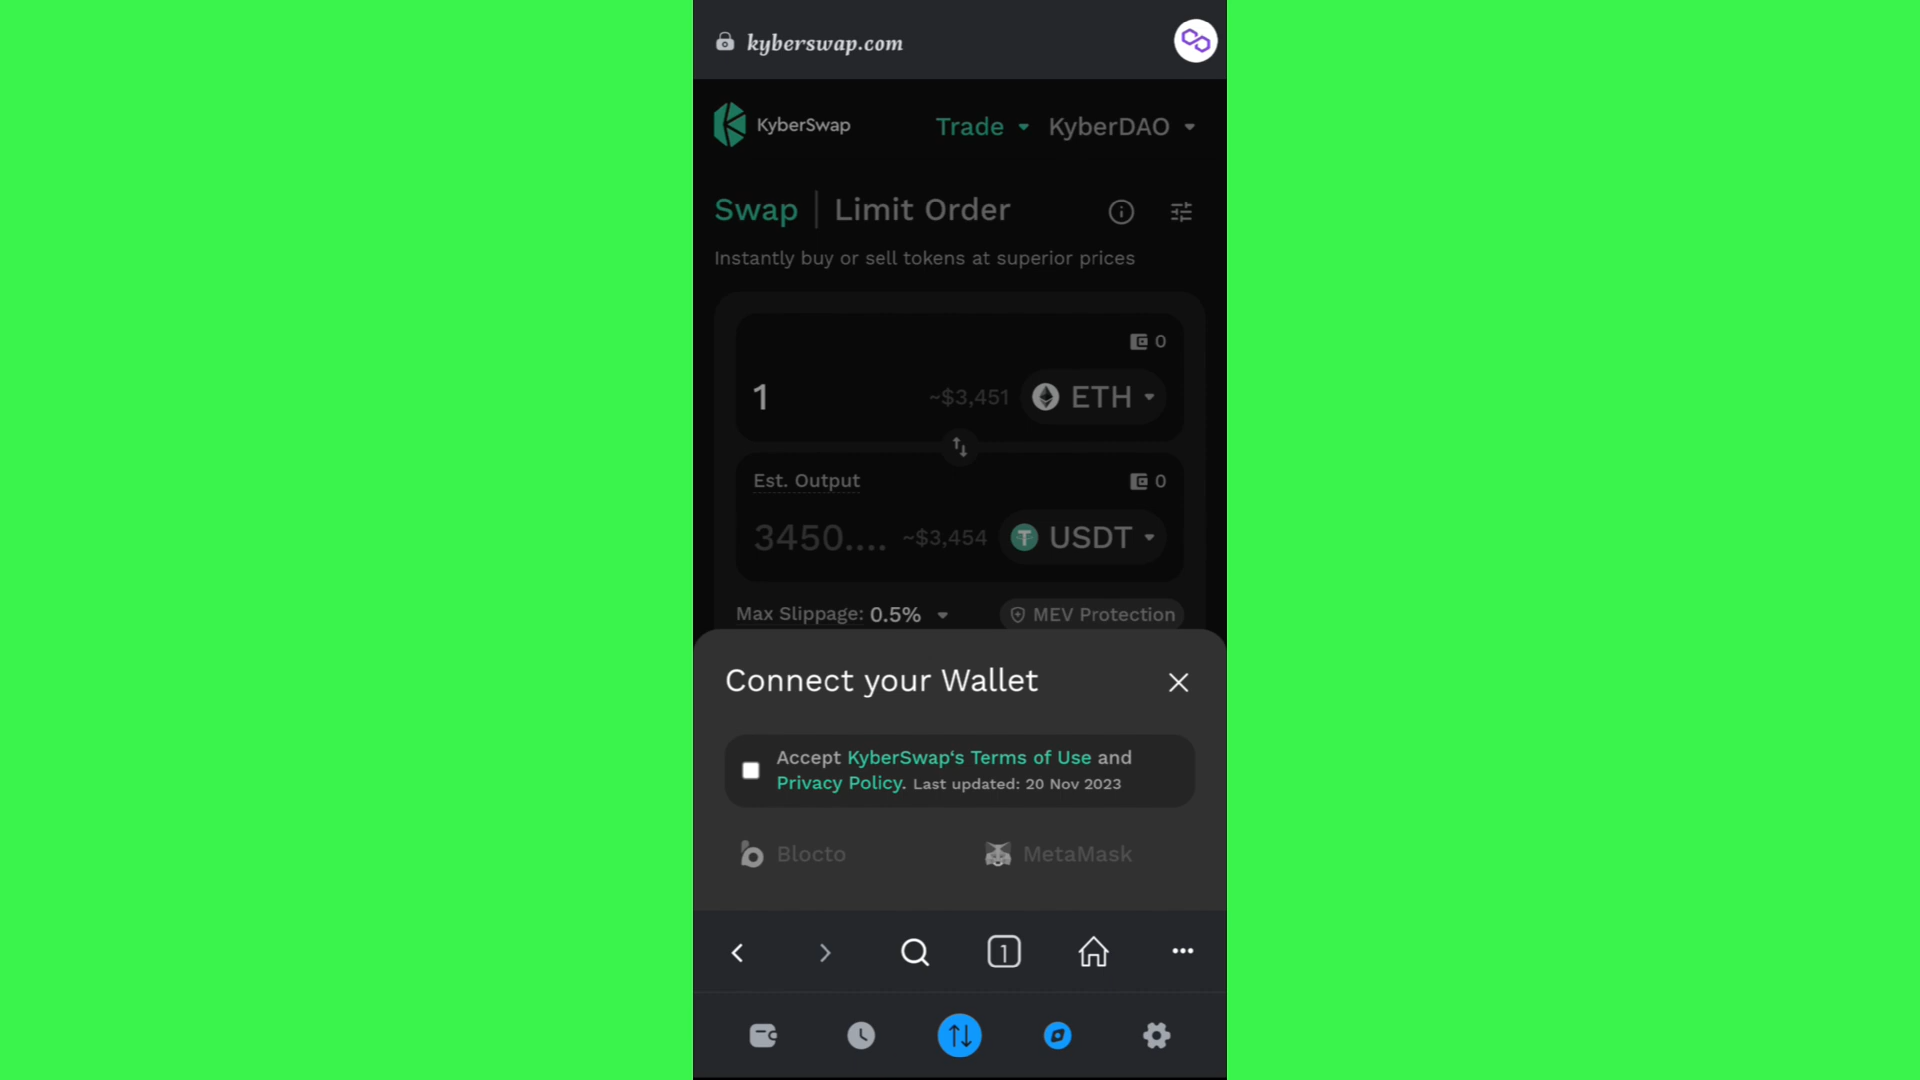 kyberswap.com
KyberSwap Trade KyberDAO
Swap | Limit Order
Instantly buy or sell tokens at superior prices
0
1 ~$3,451 ETH
Est. Output 0
3450.... ~$3,454 USDT
Max Slippage: 0.5% MEV Protection
Connect your Wallet
Accept KyberSwap‘s Terms of Use and
Privacy Policy. Last updated: 20 Nov 2023
Blocto MetaMask
1